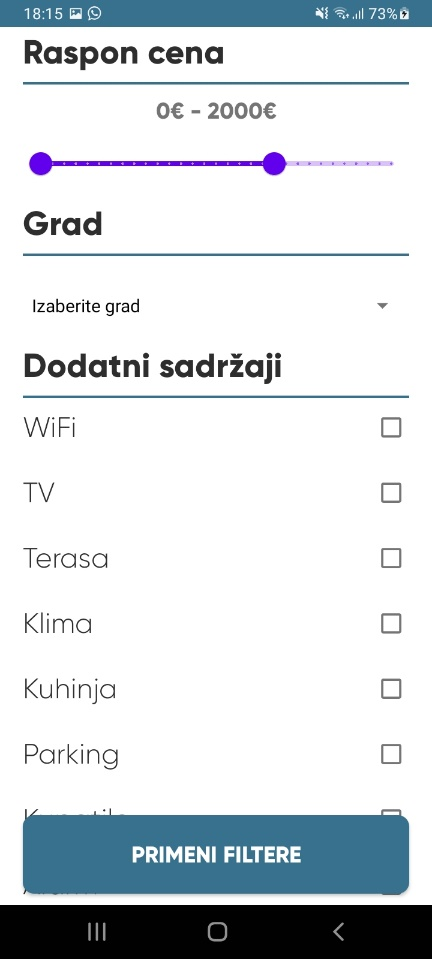 18:15 73%
Raspon cena
0€ - 2000€
Grad
Izaberite grad
Dodatni sadržaji
WiFi
TV
Terasa
Klima
Kuhinja
Parking
PRIMENI FILTERE